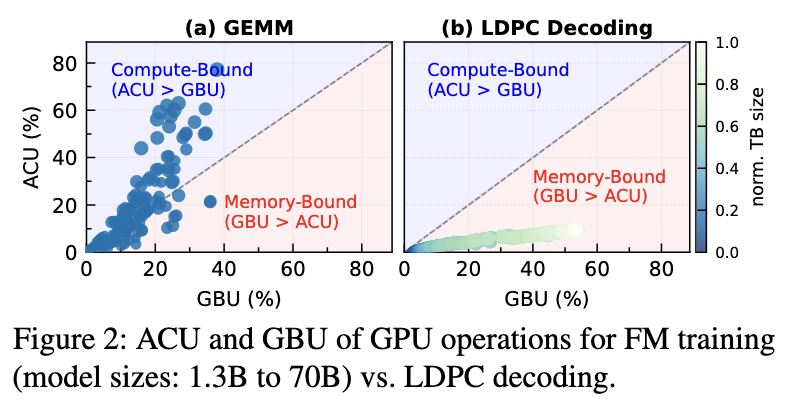 (a) GEMM
(b) LDPC Decoding
Compute-Bound
(ACU > GBU)
Memory-Bound
(GBU > ACU)
Compute-Bound
(ACU > GBU)
Memory-Bound
(GBU > ACU)
ACU (%)
80
60
40
20
0
0 20 40 60 80
GBU (%)
0 20 40 60 80
GBU (%)
1.0
0.8
0.6
0.4
0.2
0.0
norm. TB size
Figure 2: ACU and GBU of GPU operations for FM training
(model sizes: 1.3B to 70B) vs. LDPC decoding.